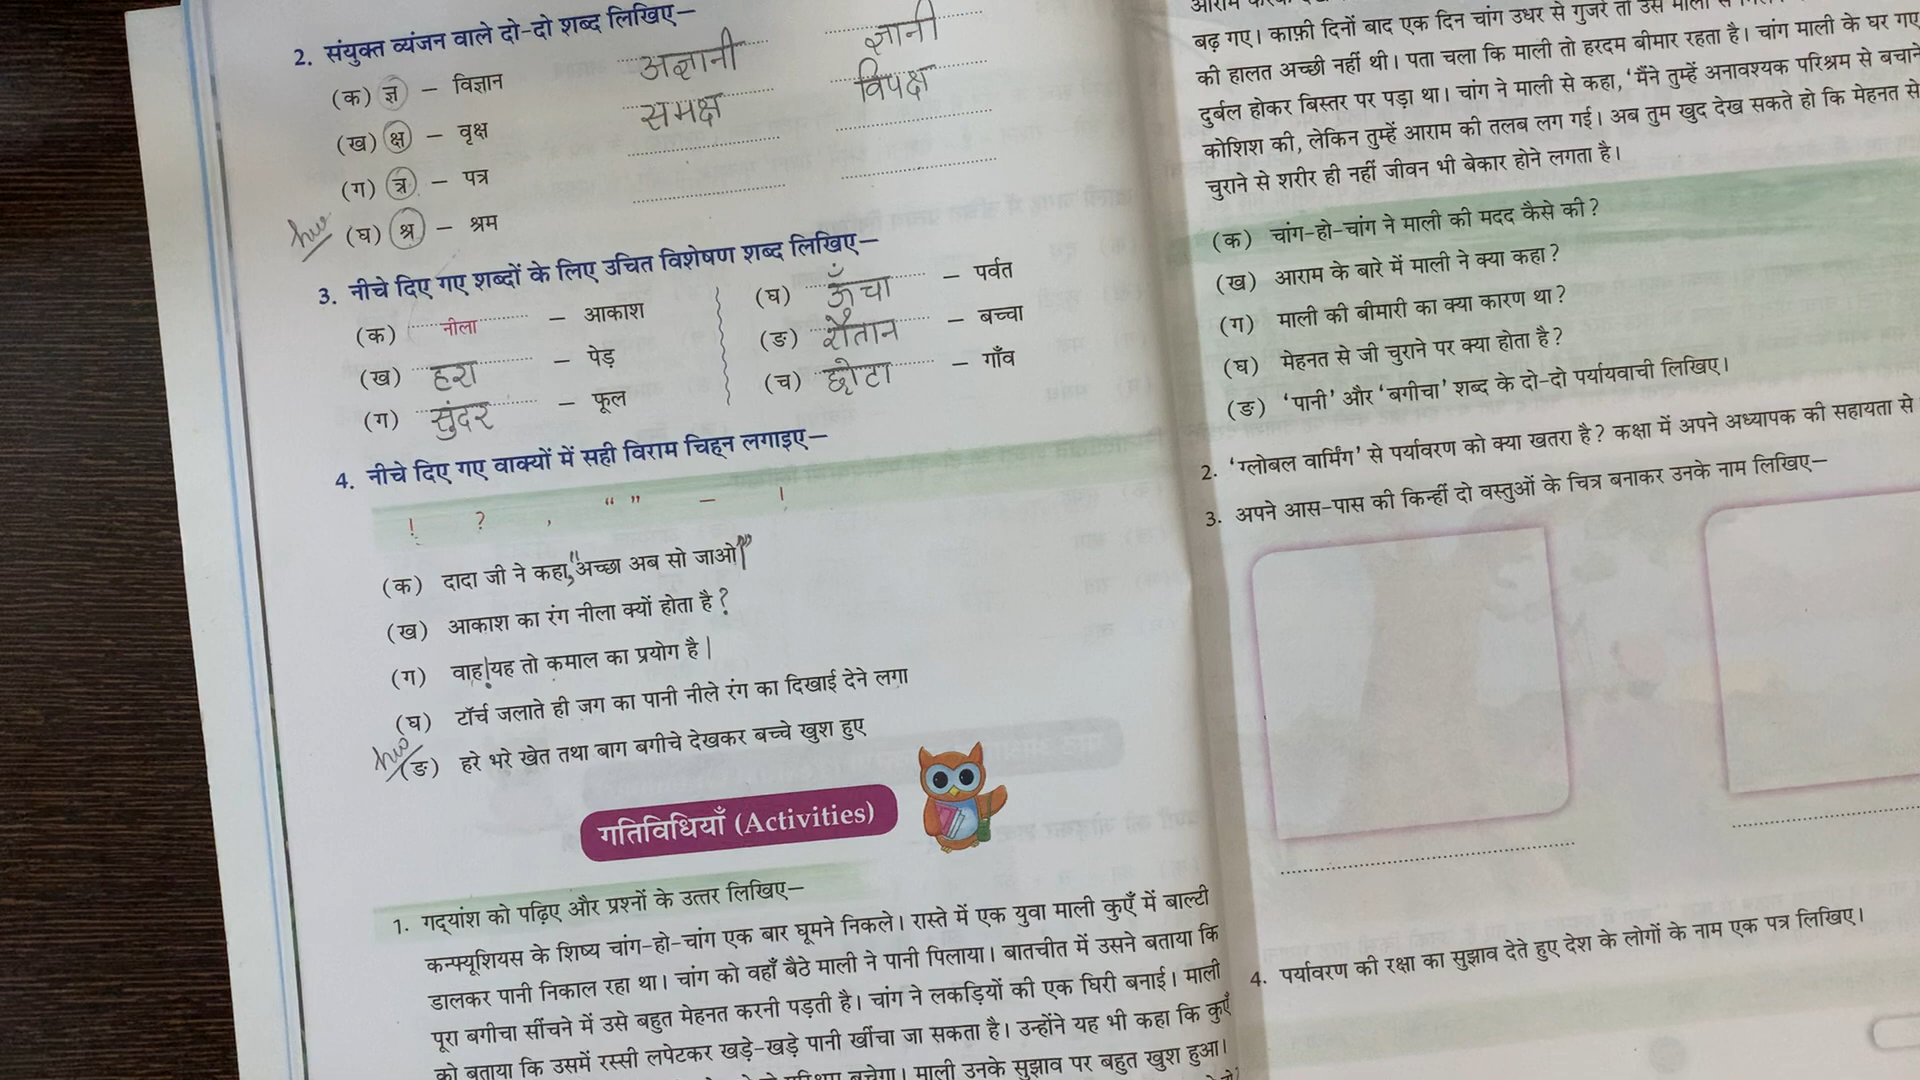 2. संयुक्त व्यंजन वाले दो-दो शब्द लिखिए—
(क) ज्ञ – विज्ञान अज्ञानी ज्ञानी
(ख) क्ष – वृक्ष समक्ष विपक्ष
(ग) त्र – पत्र
hw (घ) श्र – श्रम
3. नीचे दिए गए शब्दों के लिए उचित विशेषण शब्द लिखिए—
(क) नीला – आकाश
(ख) हरा – पेड़
(ग) सुंदर – फूल
(घ) ऊँचा – पर्वत
(ङ) शैतान – बच्चा
(च) छोटा – गाँव
4. नीचे दिए गए वाक्यों में सही विराम चिह्न लगाइए—
! ? , “ ” – |
(क) दादा जी ने कहा, “अच्छा अब सो जाओ|”
(ख) आकाश का रंग नीला क्यों होता है ?
(ग) वाह!यह तो कमाल का प्रयोग है |
(घ) टॉर्च जलाते ही जग का पानी नीले रंग का दिखाई देने लगा
hw (ङ) हरे भरे खेत तथा बाग बगीचे देखकर बच्चे खुश हुए
गतिविधियाँ (Activities)
1. गद्यांश को पढ़िए और प्रश्नों के उत्तर लिखिए—
कन्फ्यूशियस के शिष्य चांग-हो-चांग एक बार घूमने निकले। रास्ते में एक युवा माली कुएँ में बाल्टी
डालकर पानी निकाल रहा था। चांग को वहाँ बैठे माली ने पानी पिलाया। बातचीत में उसने बताया कि
पूरा बगीचा सींचने में उसे बहुत मेहनत करनी पड़ती है। चांग ने लकड़ियों की एक घिरी बनाई। माली
को बताया कि उसमें रस्सी लपेटकर खड़े-खड़े पानी खींचा जा सकता है। उन्होंने यह भी कहा कि कुएँ
बचेगा। माली उनके सुझाव पर बहुत खुश हुआ।
बढ़ गए। काफ़ी दिनों बाद एक दिन चांग उधर से गुजरे तो उसे
की हालत अच्छी नहीं थी। पता चला कि माली तो हरदम बीमार रहता है। चांग माली के घर गए
दुर्बल होकर बिस्तर पर पड़ा था। चांग ने माली से कहा, ‘मैंने तुम्हें अनावश्यक परिश्रम से बचाने
कोशिश की, लेकिन तुम्हें आराम की तलब लग गई। अब तुम खुद देख सकते हो कि मेहनत से
चुराने से शरीर ही नहीं जीवन भी बेकार होने लगता है।
(क) चांग-हो-चांग ने माली की मदद कैसे की?
(ख) आराम के बारे में माली ने क्या कहा?
(ग) माली की बीमारी का क्या कारण था?
(घ) मेहनत से जी चुराने पर क्या होता है?
(ङ) ‘पानी’ और ‘बगीचा’ शब्द के दो-दो पर्यायवाची लिखिए।
2. ‘ग्लोबल वार्मिंग’ से पर्यावरण को क्या खतरा है? कक्षा में अपने अध्यापक की सहायता से
3. अपने आस-पास की किन्हीं दो वस्तुओं के चित्र बनाकर उनके नाम लिखिए—
4. पर्यावरण की रक्षा का सुझाव देते हुए देश के लोगों के नाम एक पत्र लिखिए।